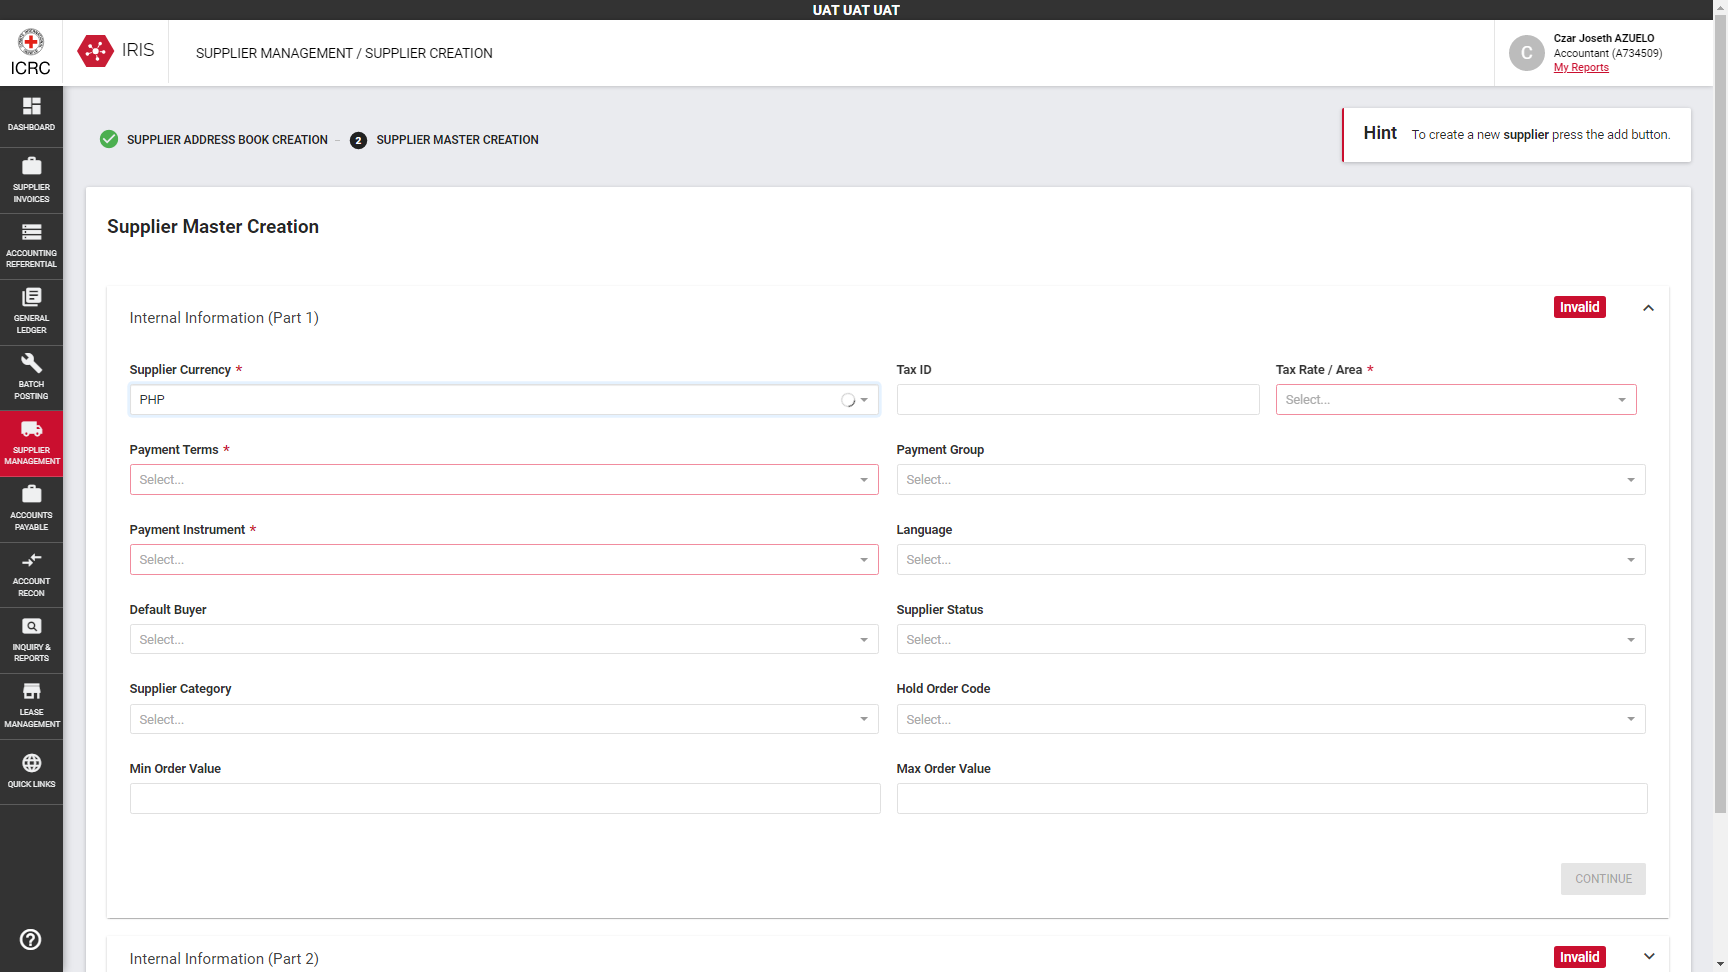 UAT UAT UAT
ICRC
IRIS
SUPPLIER MANAGEMENT / SUPPLIER CREATION
C
Czar Joseth AZUELO
Accountant (A734509)
My Reports
DASHBOARD
SUPPLIER
INVOICES
ACCOUNTING
REFERENTIAL
GENERAL
LEDGER
BATCH
POSTING
SUPPLIER
MANAGEMENT
ACCOUNTS
PAYABLE
ACCOUNT
RECON
INQUIRY &
REPORTS
LEASE
MANAGEMENT
QUICK LINKS
SUPPLIER ADDRESS BOOK CREATION
2 SUPPLIER MASTER CREATION
Hint To create a new supplier press the add button.
Supplier Master Creation
Internal Information (Part 1)
Invalid
Supplier Currency *
PHP
Tax ID
Tax Rate / Area *
Select...
Payment Terms *
Select...
Payment Group
Select...
Payment Instrument *
Select...
Language
Select...
Default Buyer
Select...
Supplier Status
Select...
Supplier Category
Select...
Hold Order Code
Select...
Min Order Value
Max Order Value
CONTINUE
Internal Information (Part 2)
Invalid